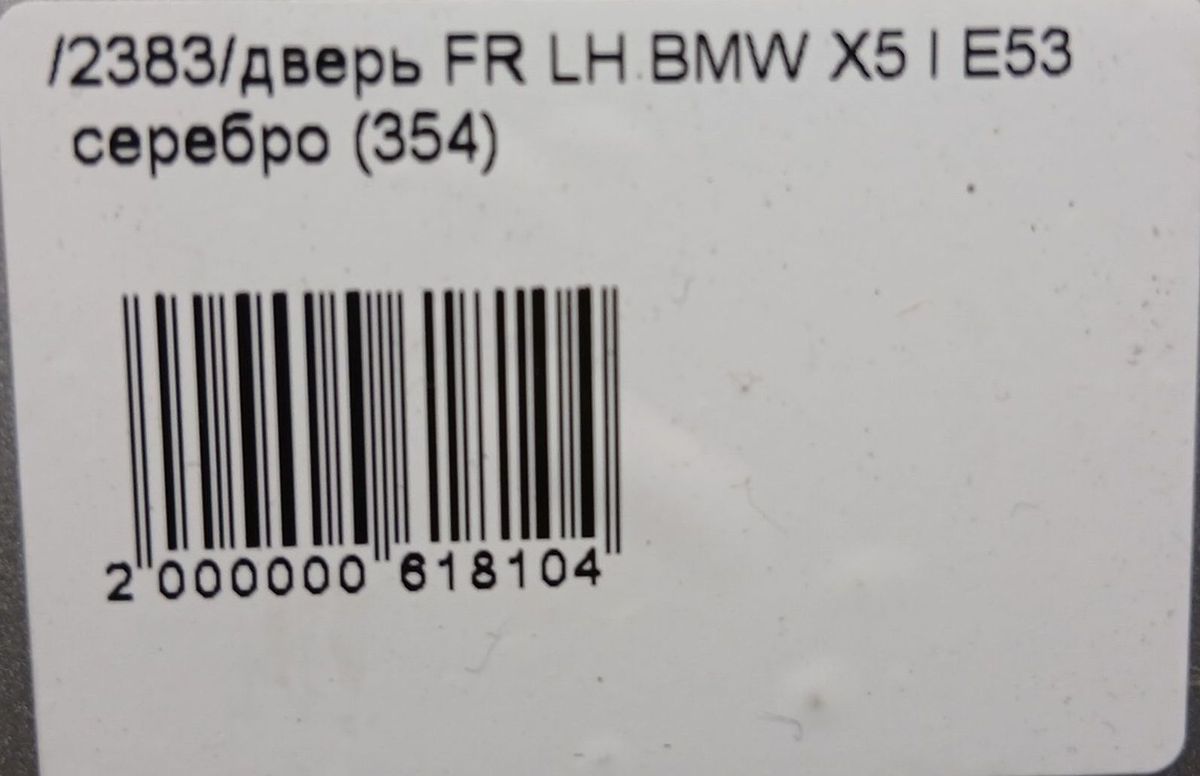 /2383/дверь FR LH BMW X5 I E53
серебро (354)
2 000000 618104